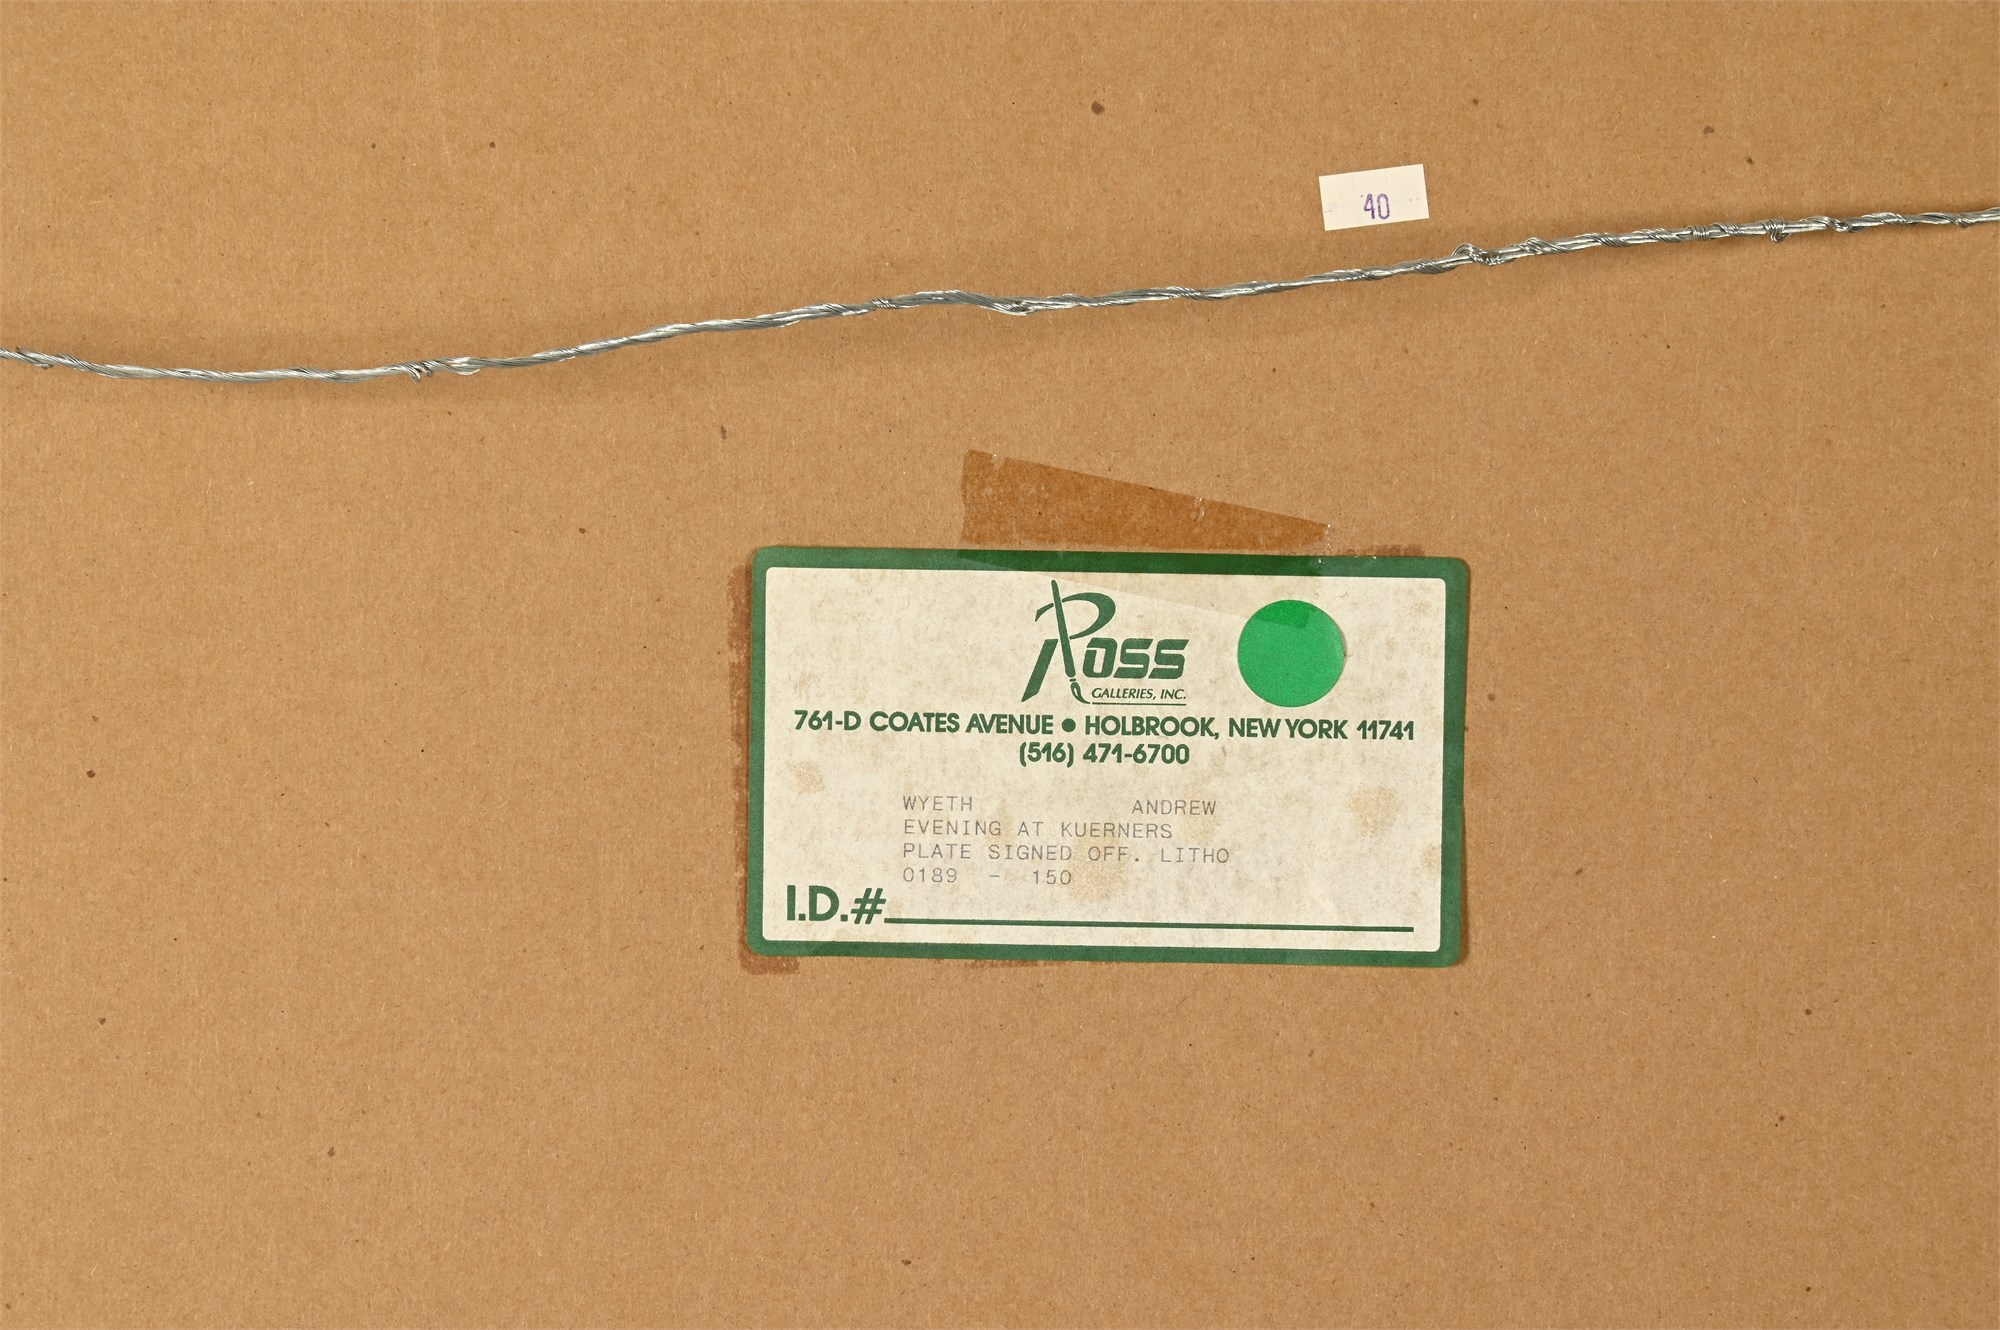 40
Ross
GALLERIES, INC.
761-D COATES AVENUE ● HOLBROOK, NEW YORK 11741
(516) 471-6700
WYETH ANDREW
EVENING AT KUERNERS
PLATE SIGNED OFF. LITHO
0189 - 150
I.D.#